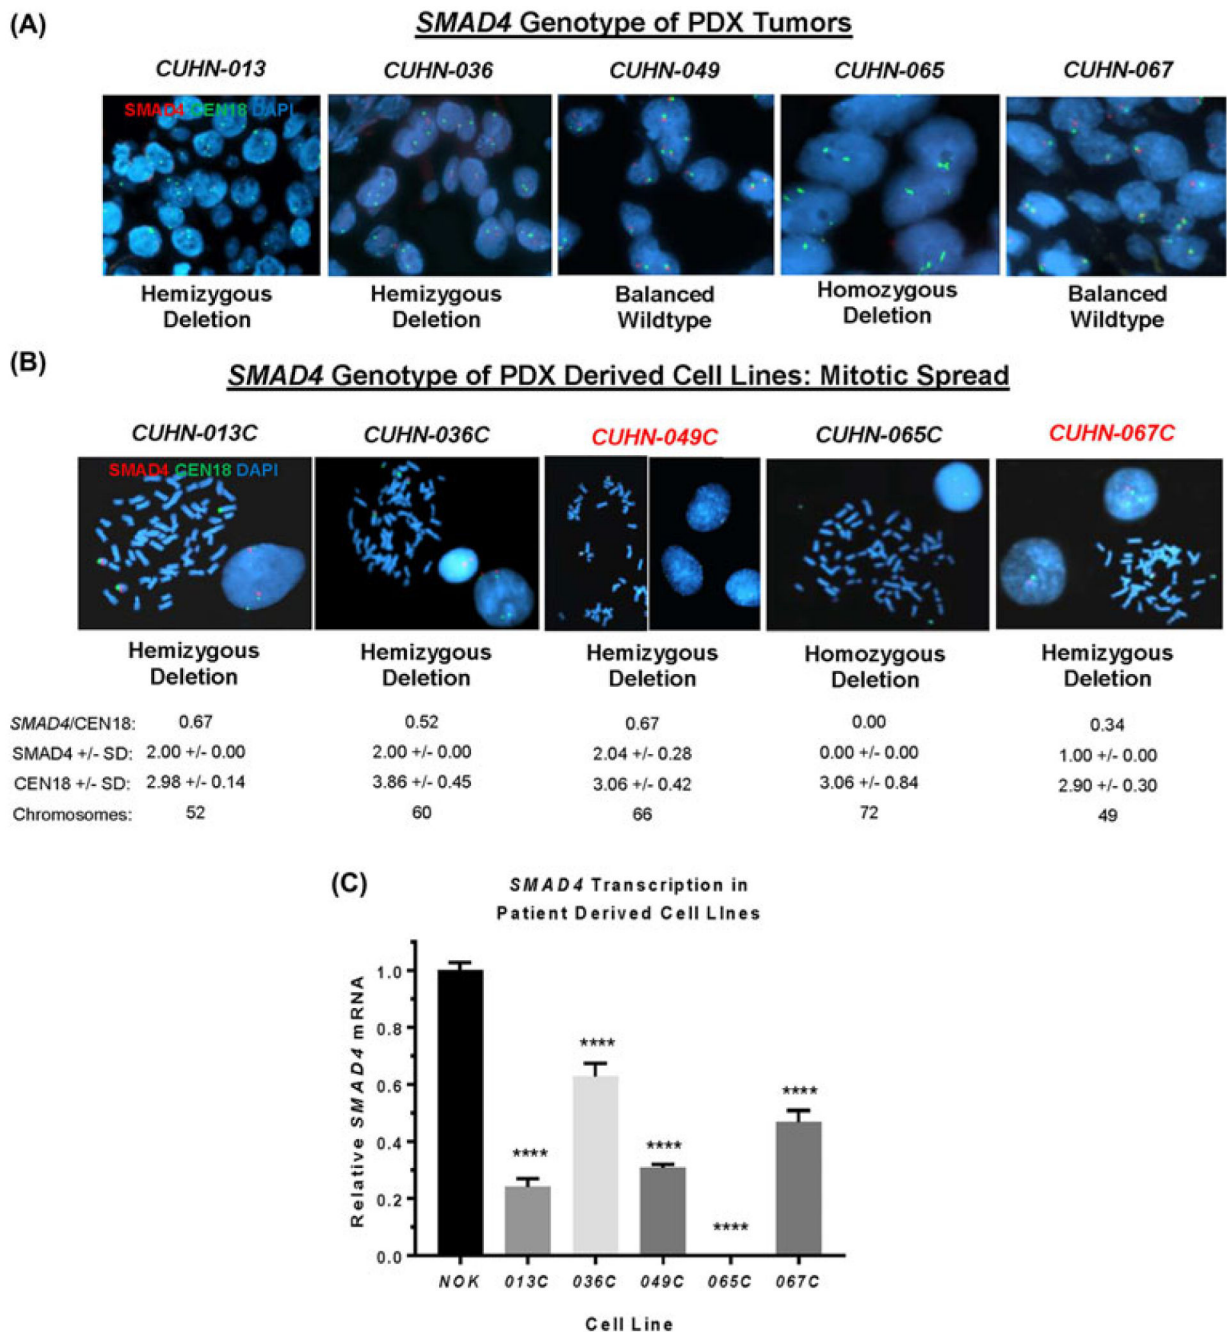 (A)
SMAD4 Genotype of PDX Tumors
CUHN-013 CUHN-036 CUHN-049 CUHN-065 CUHN-067
SMAD4 CEN18 DAPI
Hemizygous Deletion Hemizygous Deletion Balanced Wildtype Homozygous Deletion Balanced Wildtype
(B)
SMAD4 Genotype of PDX Derived Cell Lines: Mitotic Spread
CUHN-013C CUHN-036C CUHN-049C CUHN-065C CUHN-067C
SMAD4 CEN18 DAPI
Hemizygous Deletion Hemizygous Deletion Hemizygous Deletion Homozygous Deletion Hemizygous Deletion
SMAD4/CEN18: 0.67 0.52 0.67 0.00 0.34
SMAD4 +/- SD: 2.00 +/- 0.00 2.00 +/- 0.00 2.04 +/- 0.28 0.00 +/- 0.00 1.00 +/- 0.00
CEN18 +/- SD: 2.98 +/- 0.14 3.86 +/- 0.45 3.06 +/- 0.42 3.06 +/- 0.84 2.90 +/- 0.30
Chromosomes: 52 60 66 72 49
(C)
SMAD4 Transcription in
Patient Derived Cell LInes
Relative SMAD4 mRNA
1.0
0.8
0.6
0.4
0.2
0.0
**** **** **** **** ****
NOK 013C 036C 049C 065C 067C
Cell Line